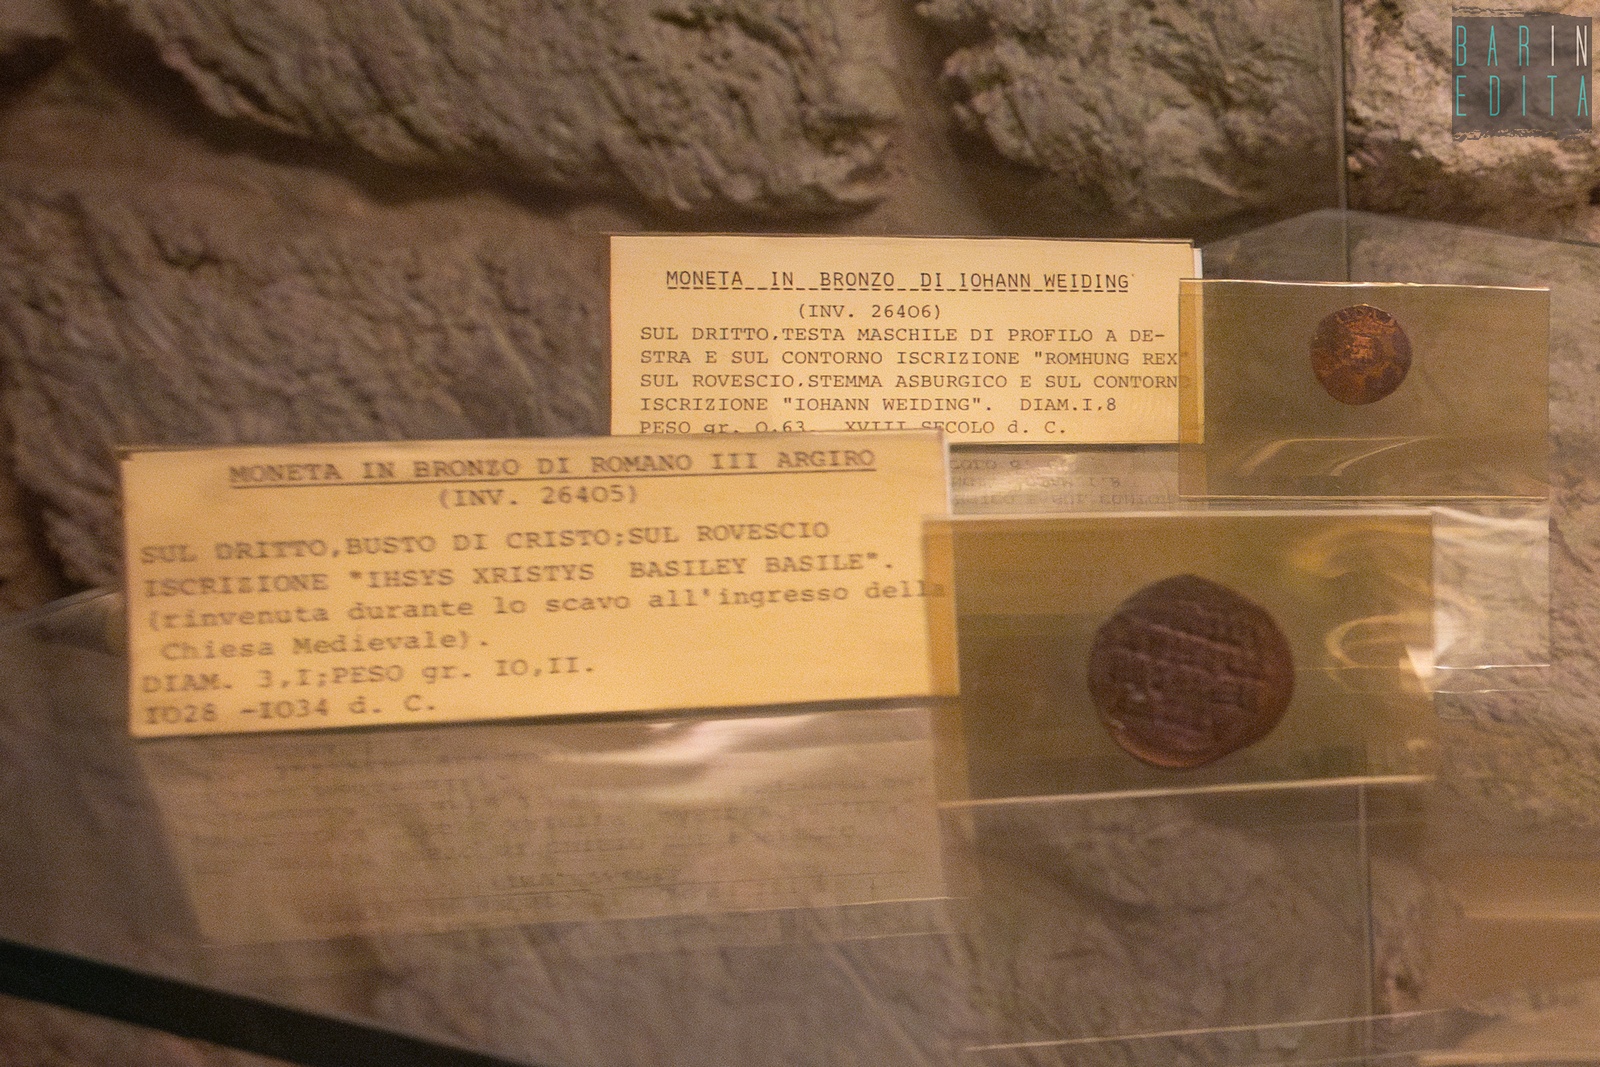 BARIN
EDITA
MONETA IN BRONZO DI IOHANN WEIDING
(INV. 26406)
SUL DRITTO,TESTA MASCHILE DI PROFILO A DE-
STRA E SUL CONTORNO ISCRIZIONE "ROMHUNG REX"
SUL ROVESCIO,STEMMA ASBURGICO E SUL CONTORNO
ISCRIZIONE "IOHANN WEIDING". DIAM.I,8
PESO gr. O,63 XVIII SECOLO d. C.
MONETA IN BRONZO DI ROMANO III ARGIRO
(INV. 26405)
SUL DRITTO,BUSTO DI CRISTO;SUL ROVESCIO
ISCRIZIONE "IHSYS XRISTYS BASILEY BASILE".
(rinvenuta durante lo scavo all'ingresso della
Chiesa Medievale).
DIAM. 3,I;PESO gr. IO,II.
IO28 -IO34 d. C.